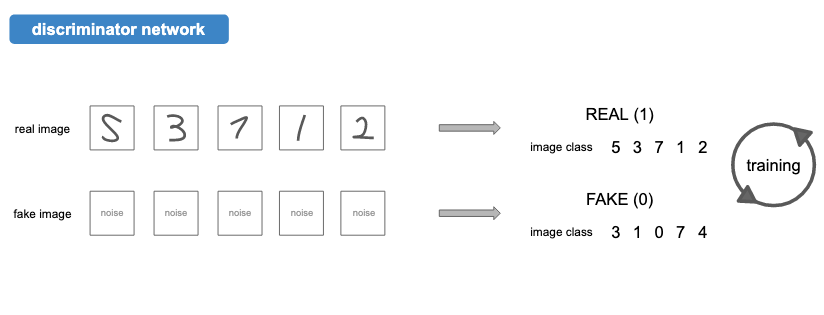 discriminator network
real image 5 3 7 1 2
REAL (1)
image class 5 3 7 1 2
training
fake image noise noise noise noise noise
FAKE (0)
image class 3 1 0 7 4